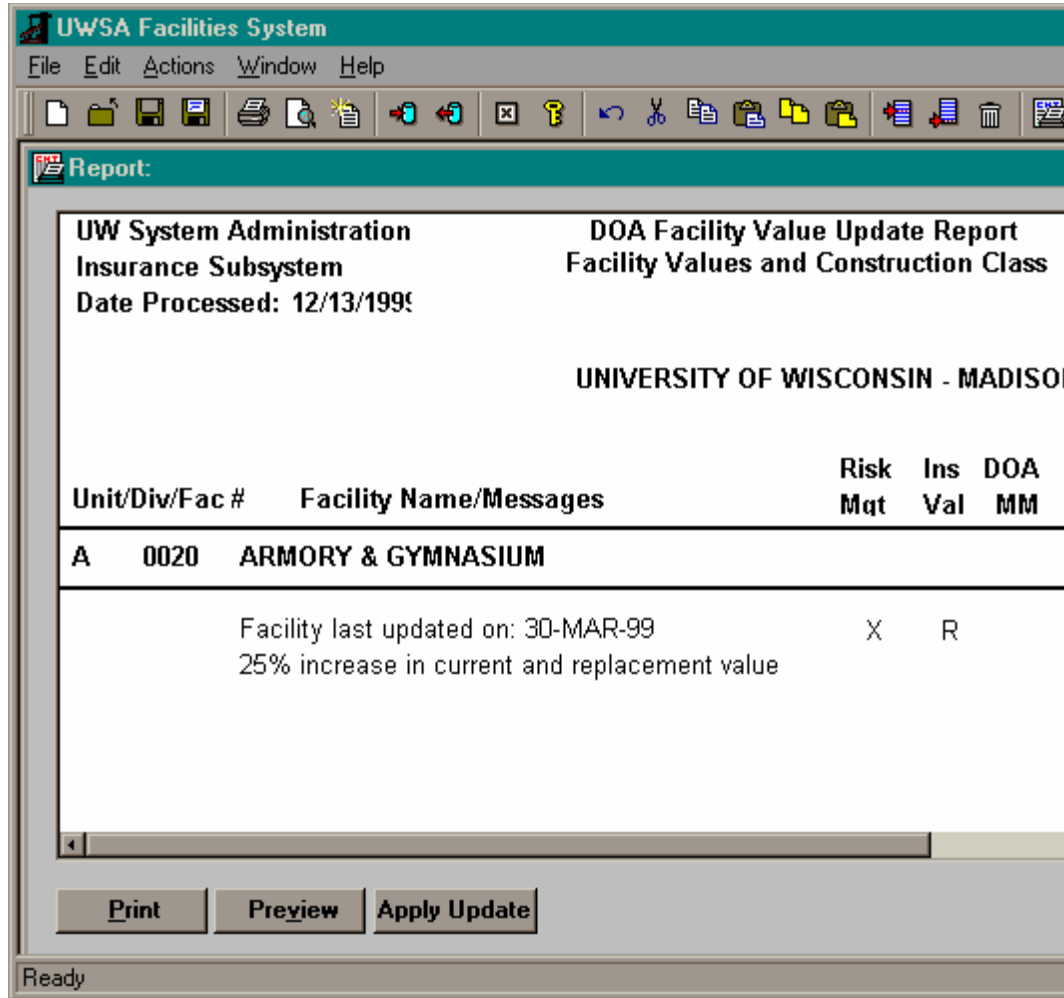 UWSA Facilities System
File Edit Actions Window Help
Report:
UW System Administration
DOA Facility Value Update Report
Insurance Subsystem
Facility Values and Construction Class
Date Processed: 12/13/199
UNIVERSITY OF WISCONSIN - MADISO
Risk Ins DOA
Unit/Div/Fac # Facility Name/Messages Mgt Val MM
A 0020 ARMORY & GYMNASIUM
Facility last updated on: 30-MAR-99 X R
25% increase in current and replacement value
Print Preview Apply Update
Ready